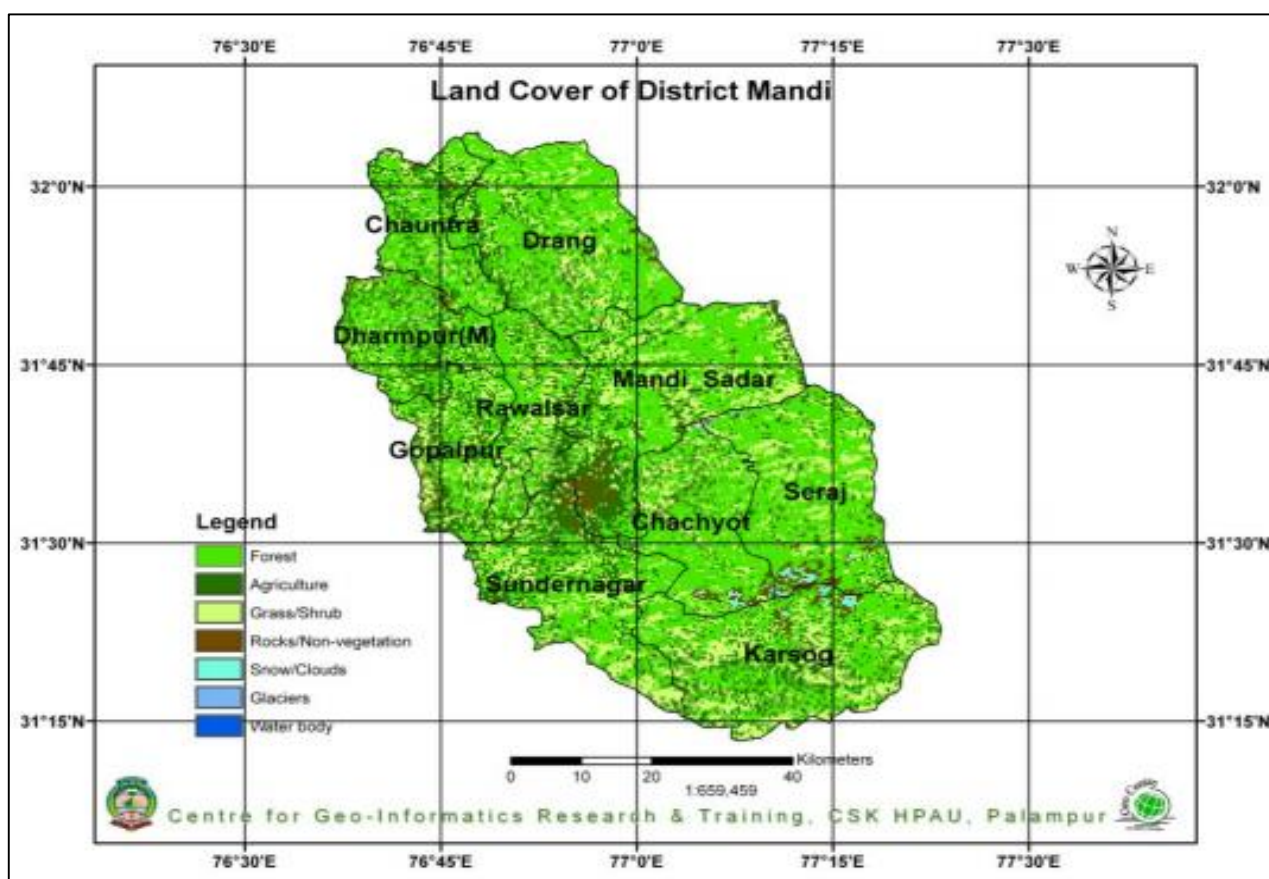 76°30'E 76°45'E 77°0'E 77°15'E 77°30'E
Land Cover of District Mandi
32°0'N 32°0'N
Chauntra
Drang
N
W E
S
Dharmpur(M)
31°45'N 31°45'N
Mandi Sadar
Rawalsar
Gopalpur
Seraj
Chachyot
31°30'N 31°30'N
Sundernagar
Karsog
Legend
Forest
Agriculture
Grass/Shrub
Rocks/Non-vegetation
Snow/Clouds
Glaciers
Water body
31°15'N 31°15'N
Kilometers
0 10 20 40
1:659,459
Centre for Geo-Informatics Research & Training, CSK HPAU, Palampur
76°30'E 76°45'E 77°0'E 77°15'E 77°30'E